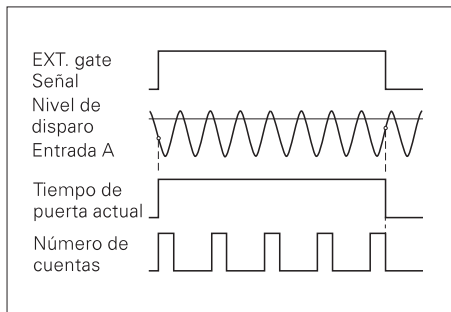 EXT. gate
Señal
Nivel de
disparo
Entrada A
Tiempo de
puerta actual
Número de
cuentas